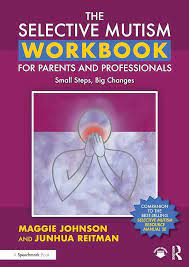 THE
SELECTIVE MUTISM
WORKBOOK
FOR PARENTS AND PROFESSIONALS
Small Steps, Big Changes
COMPANION TO
THE BEST-
SELLING
SELECTIVE
MUTISM
RESOURCE
MANUAL 2E
MAGGIE JOHNSON
AND JUNHUA REITMAN
A Speechmark Book